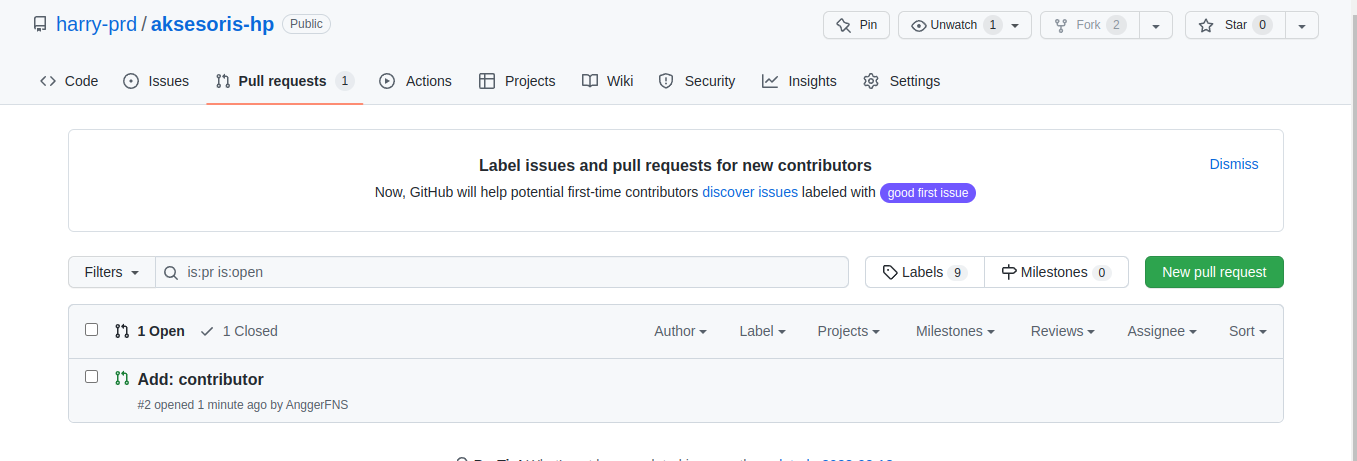 harry-prd / aksesoris-hp Public Pin Unwatch 1 Fork 2 Star 0
Code Issues Pull requests 1 Actions Projects Wiki Security Insights Settings
Label issues and pull requests for new contributors
Dismiss
Now, GitHub will help potential first-time contributors discover issues labeled with good first issue
Filters is:pr is:open Labels 9 Milestones 0 New pull request
1 Open 1 Closed Author Label Projects Milestones Reviews Assignee Sort
Add: contributor
#2 opened 1 minute ago by AnggerFNS